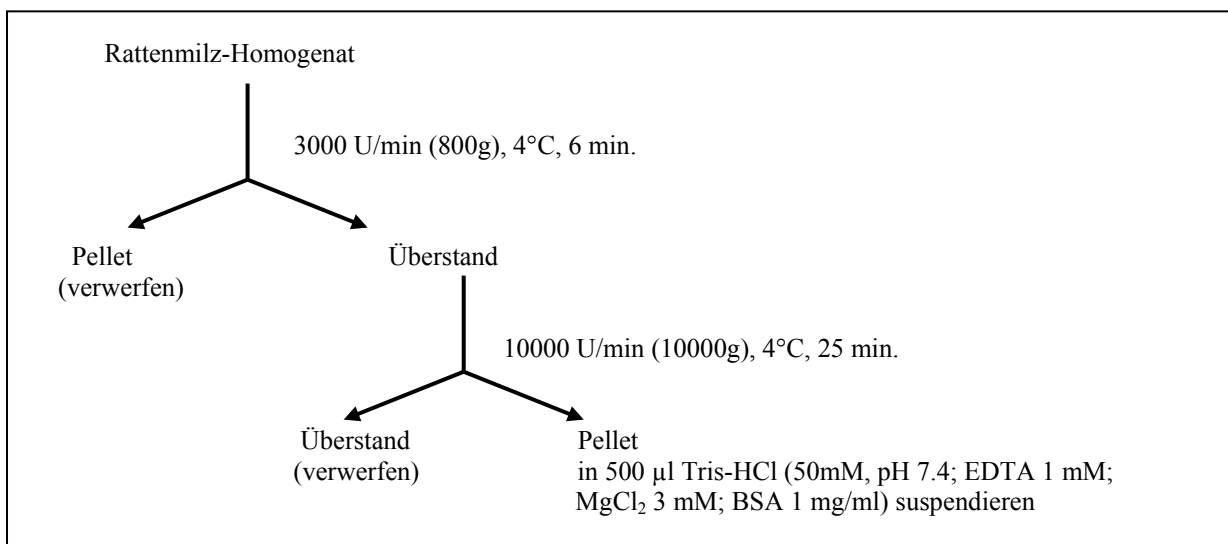 Rattenmilz-Homogenat
3000 U/min (800g), 4°C, 6 min.
Pellet
(verwerfen)
Überstand
10000 U/min (10000g), 4°C, 25 min.
Überstand
(verwerfen)
Pellet
in 500 µl Tris-HCl (50mM, pH 7.4; EDTA 1 mM;
MgCl₂ 3 mM; BSA 1 mg/ml) suspendieren